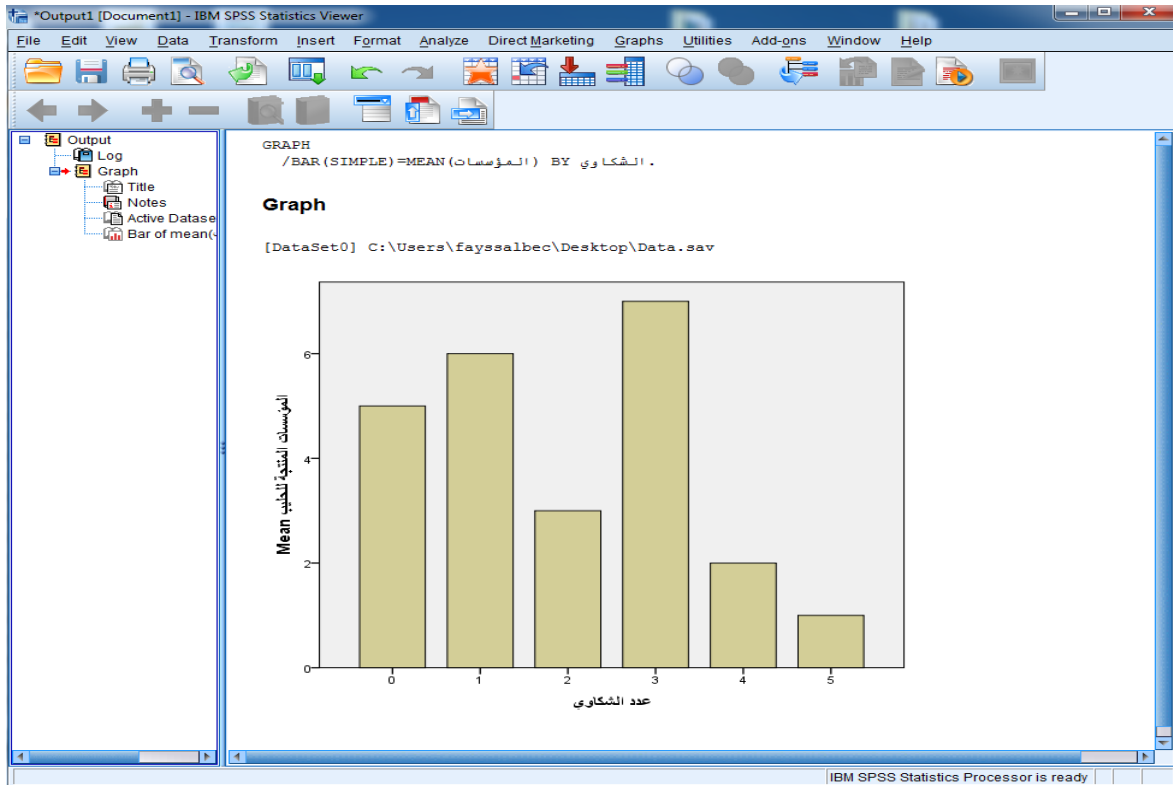 *Output1 [Document1] - IBM SPSS Statistics Viewer
File Edit View Data Transform Insert Format Analyze Direct Marketing Graphs Utilities Add-ons Window Help
Output
Log
Graph
Title
Notes
Active Datase
Bar of mean(
GRAPH
/BAR(SIMPLE)=MEAN(المؤسسات) BY الشكاوي.
Graph
[DataSet0] C:\Users\fayssalbec\Desktop\Data.sav
Mean المؤسسات المنتجة للحليب
6
4
2
0
0 1 2 3 4 5
عدد الشكاوي
IBM SPSS Statistics Processor is ready